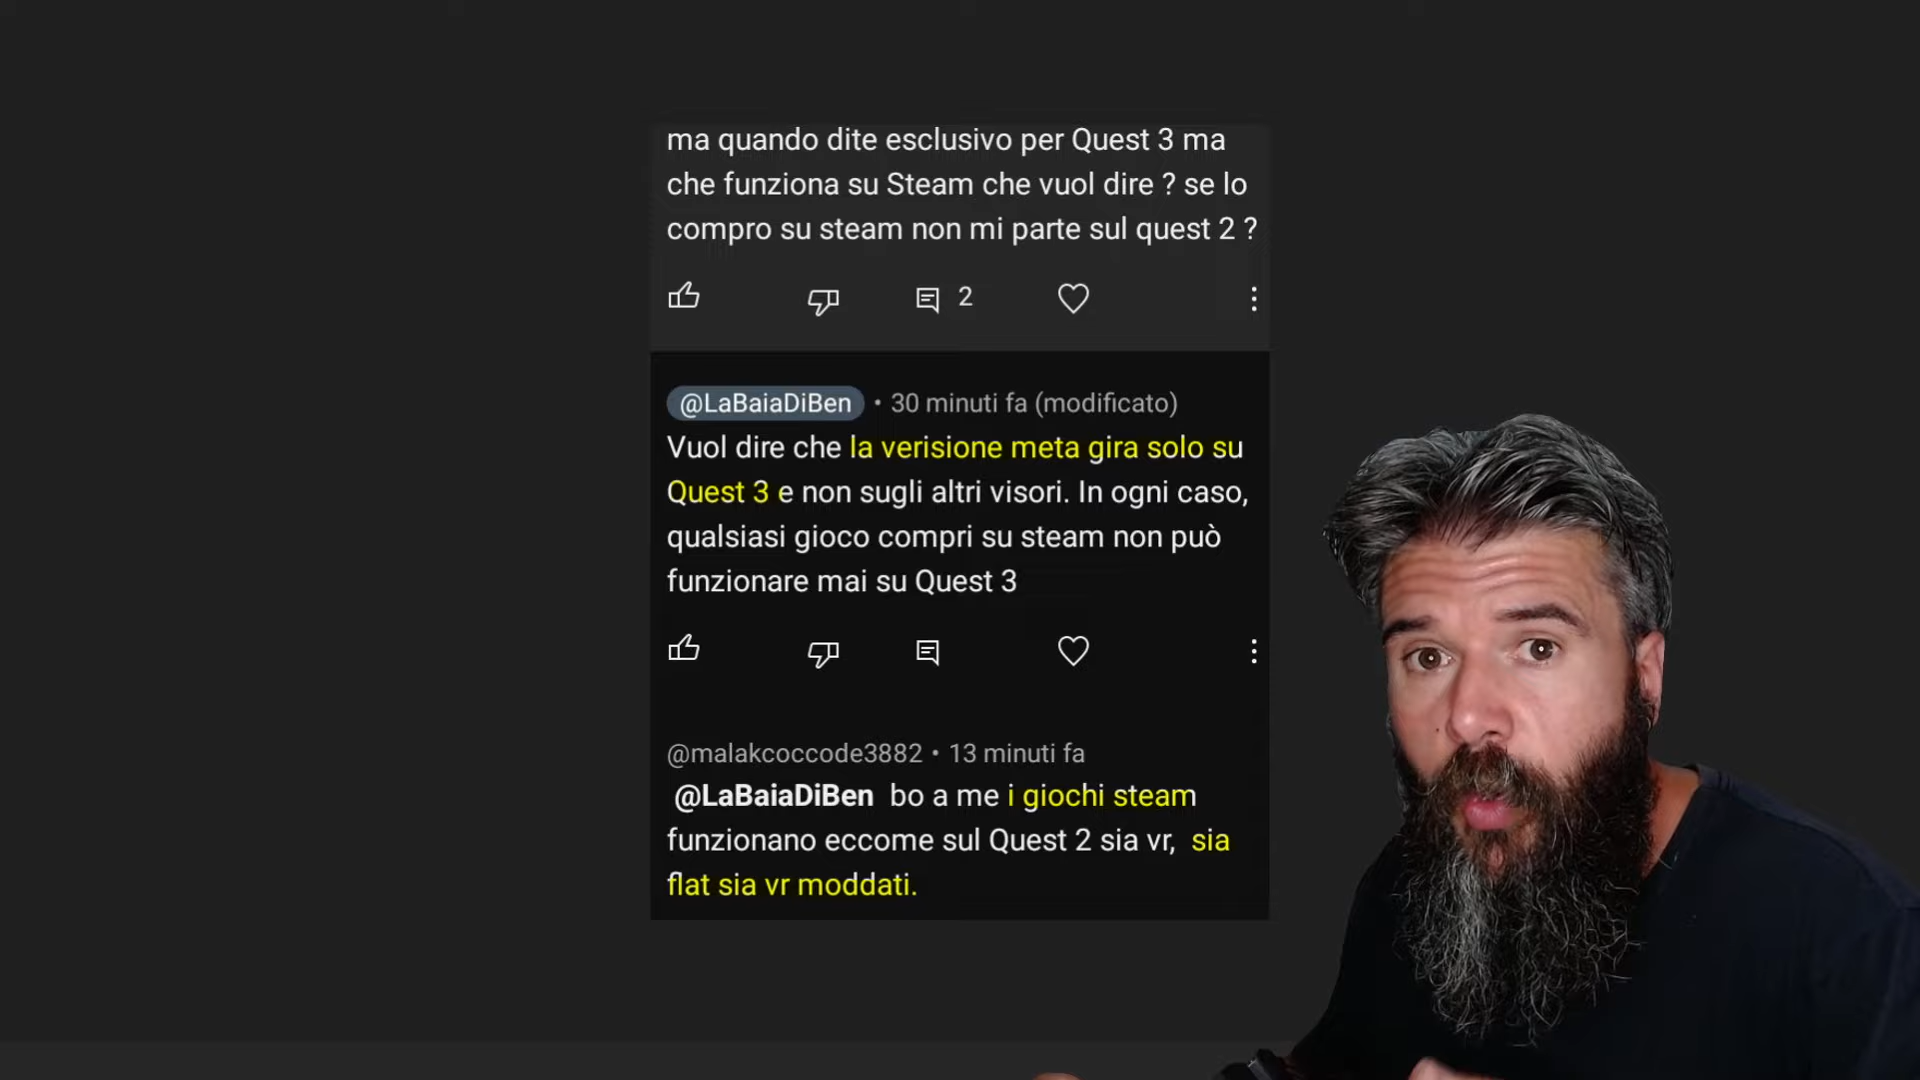 ma quando dite esclusivo per Quest 3 ma
che funziona su Steam che vuol dire ? se lo
compro su steam non mi parte sul quest 2 ?
2
@LaBaiaDiBen • 30 minuti fa (modificato)
Vuol dire che la verisione meta gira solo su
Quest 3 e non sugli altri visori. In ogni caso,
qualsiasi gioco compri su steam non può
funzionare mai su Quest 3
@malakcoccode3882 • 13 minuti fa
@LaBaiaDiBen bo a me i giochi steam
funzionano eccome sul Quest 2 sia vr, sia
flat sia vr moddati.